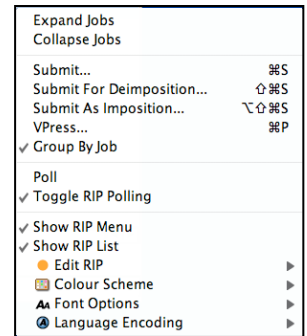 Expand Jobs
Collapse Jobs
Submit... ⌘S
Submit For Deimposition... ⇧⌘S
Submit As Imposition... ⌥⇧⌘S
VPress... ⌘P
✓ Group By Job
Poll
✓ Toggle RIP Polling
✓ Show RIP Menu
✓ Show RIP List
Edit RIP ▶
Colour Scheme ▶
AA Font Options ▶
A Language Encoding ▶